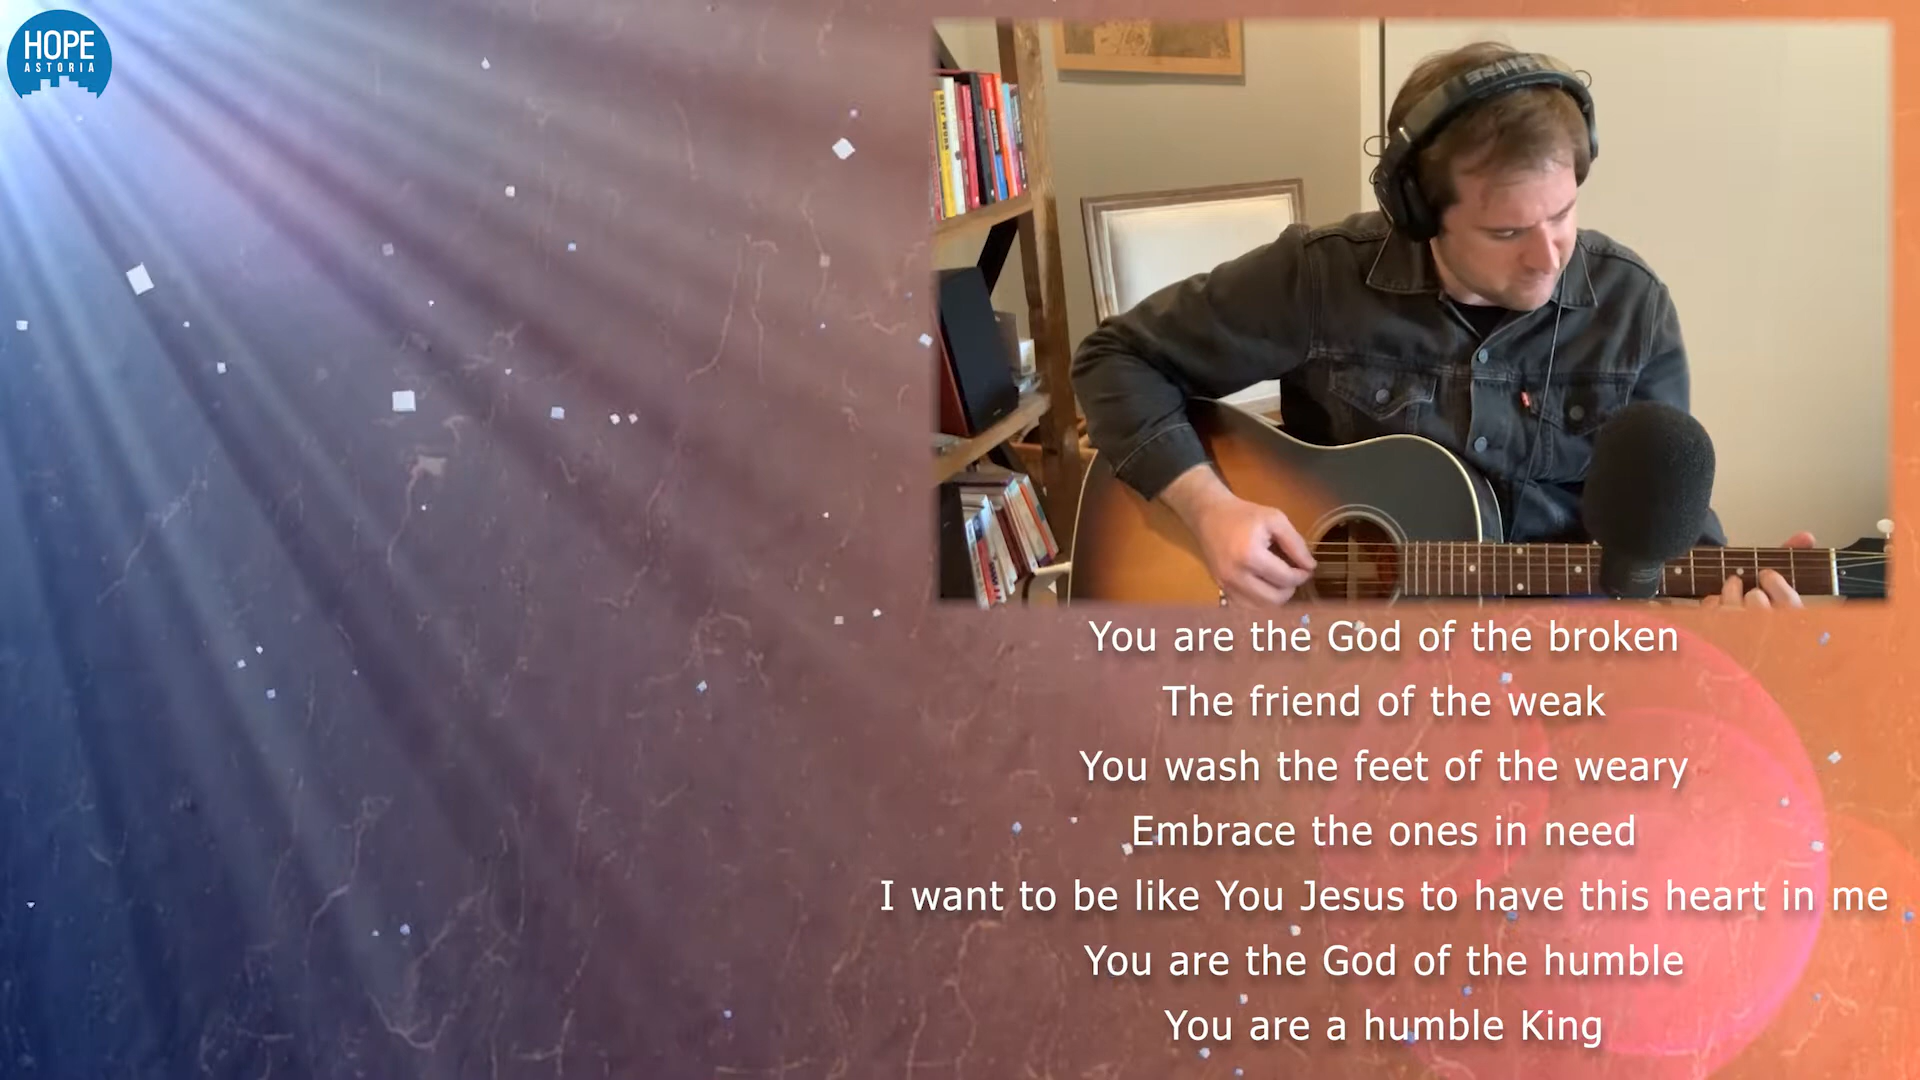 HOPE
ASTORIA
You are the God of the broken
The friend of the weak
You wash the feet of the weary
Embrace the ones in need
I want to be like You Jesus to have this heart in me
You are the God of the humble
You are a humble King